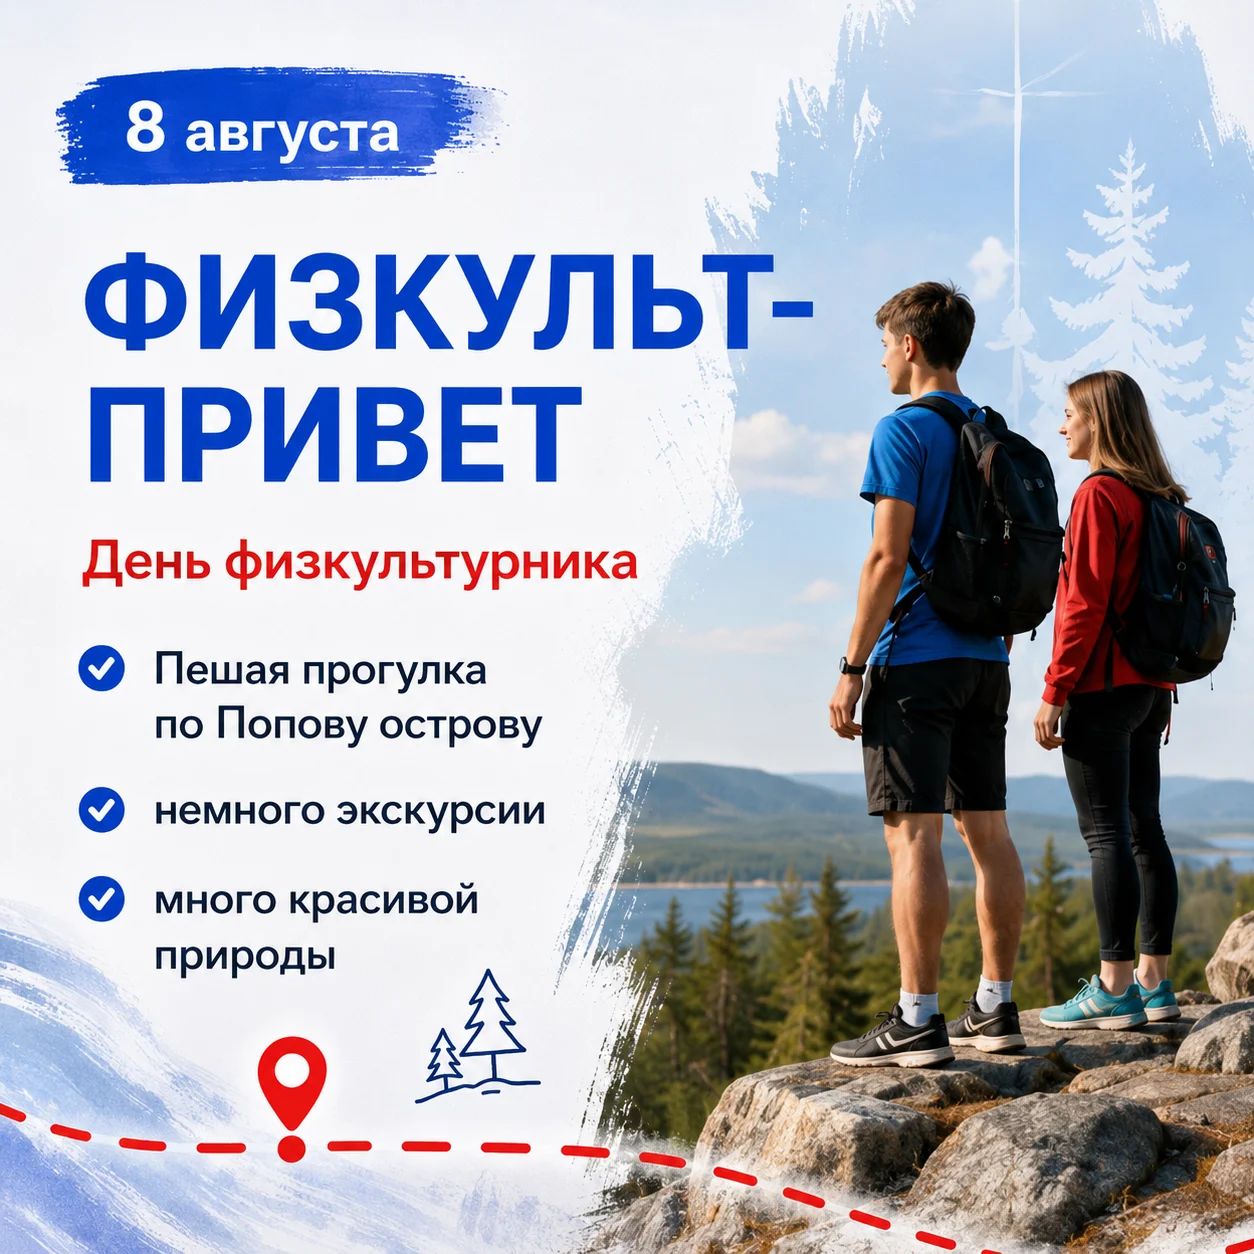 8 августа
ФИЗКУЛЬТ-
ПРИВЕТ
День физкультурника
Пешая прогулка
по Попову острову
немного экскурсии
много красивой
природы